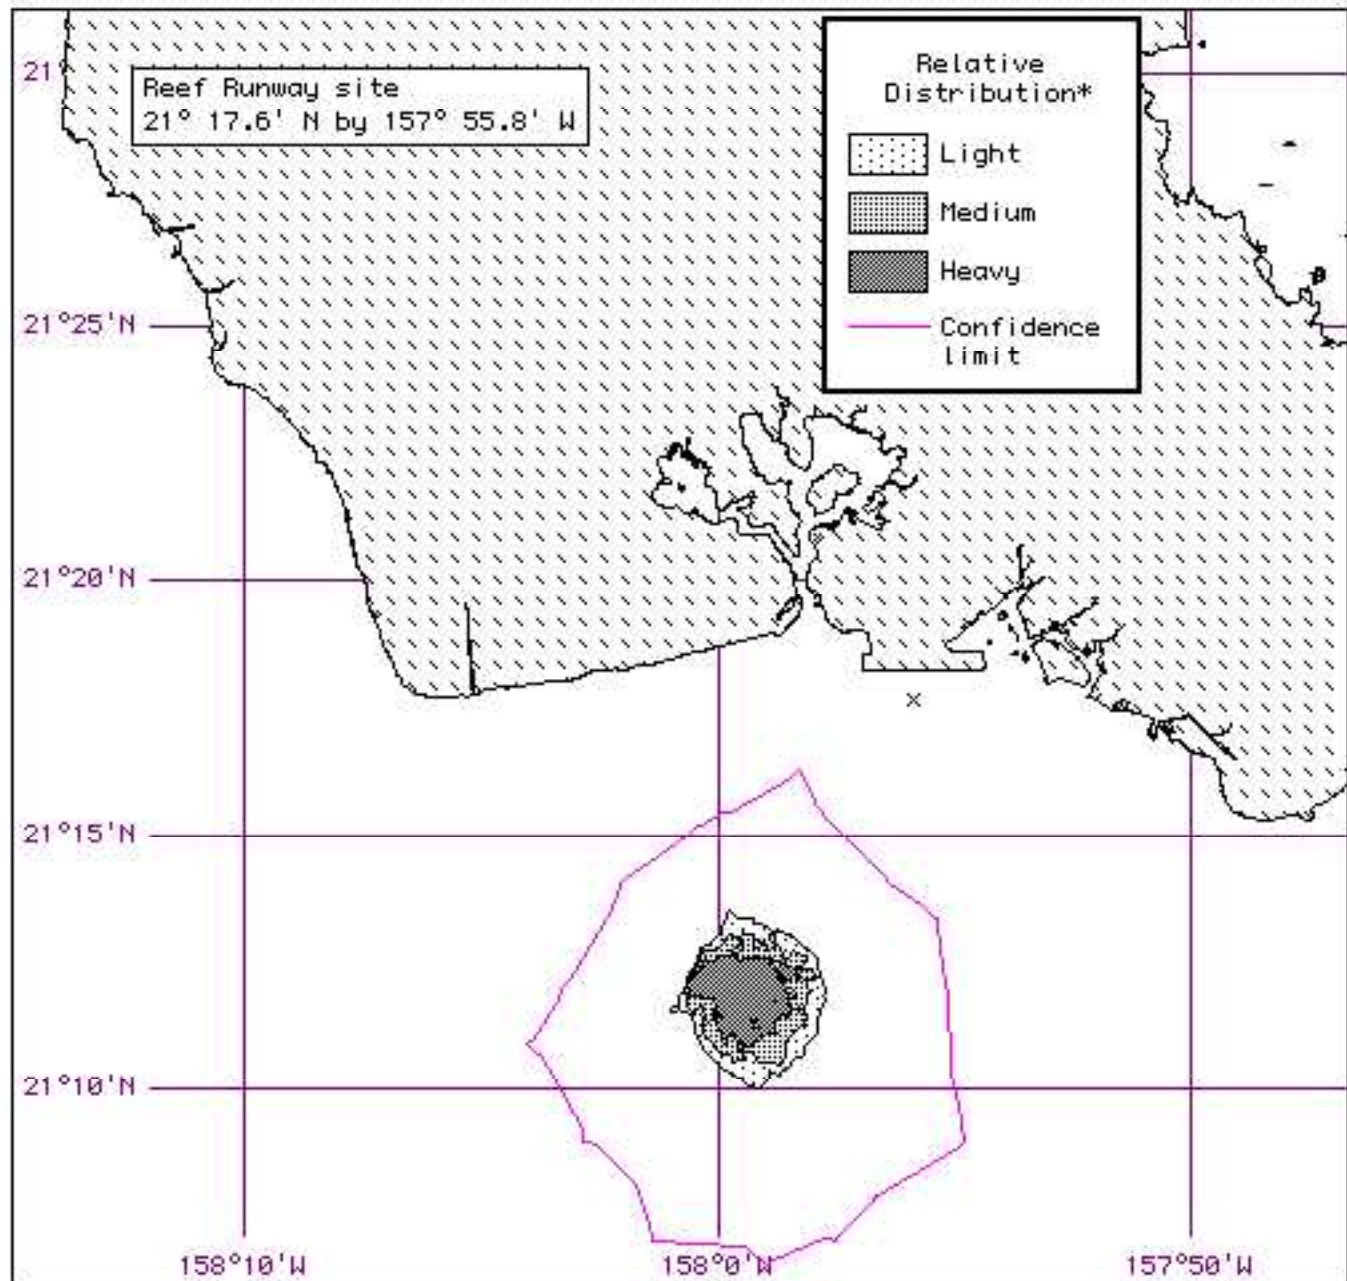 21
Reef Runway site
21° 17.6' N by 157° 55.8' W
Relative
Distribution*
Light
Medium
Heavy
Confidence
limit
21°25'N
21°20'N
21°15'N
21°10'N
158°10'W
158°0'W
157°50'W